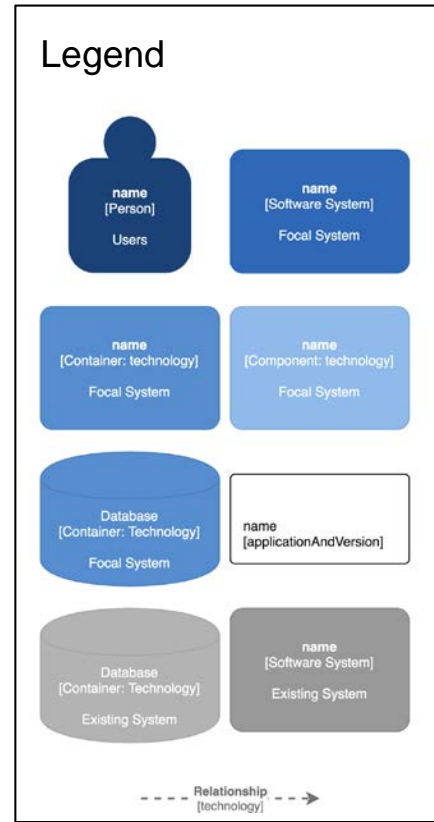 Legend
name
[Person]
Users
name
[Software System]
Focal System
name
[Container: technology]
Focal System
name
[Component: technology]
Focal System
Database
[Container: Technology]
Focal System
name
[applicationAndVersion]
Database
[Container: Technology]
Existing System
name
[Software System]
Existing System
Relationship
[technology]